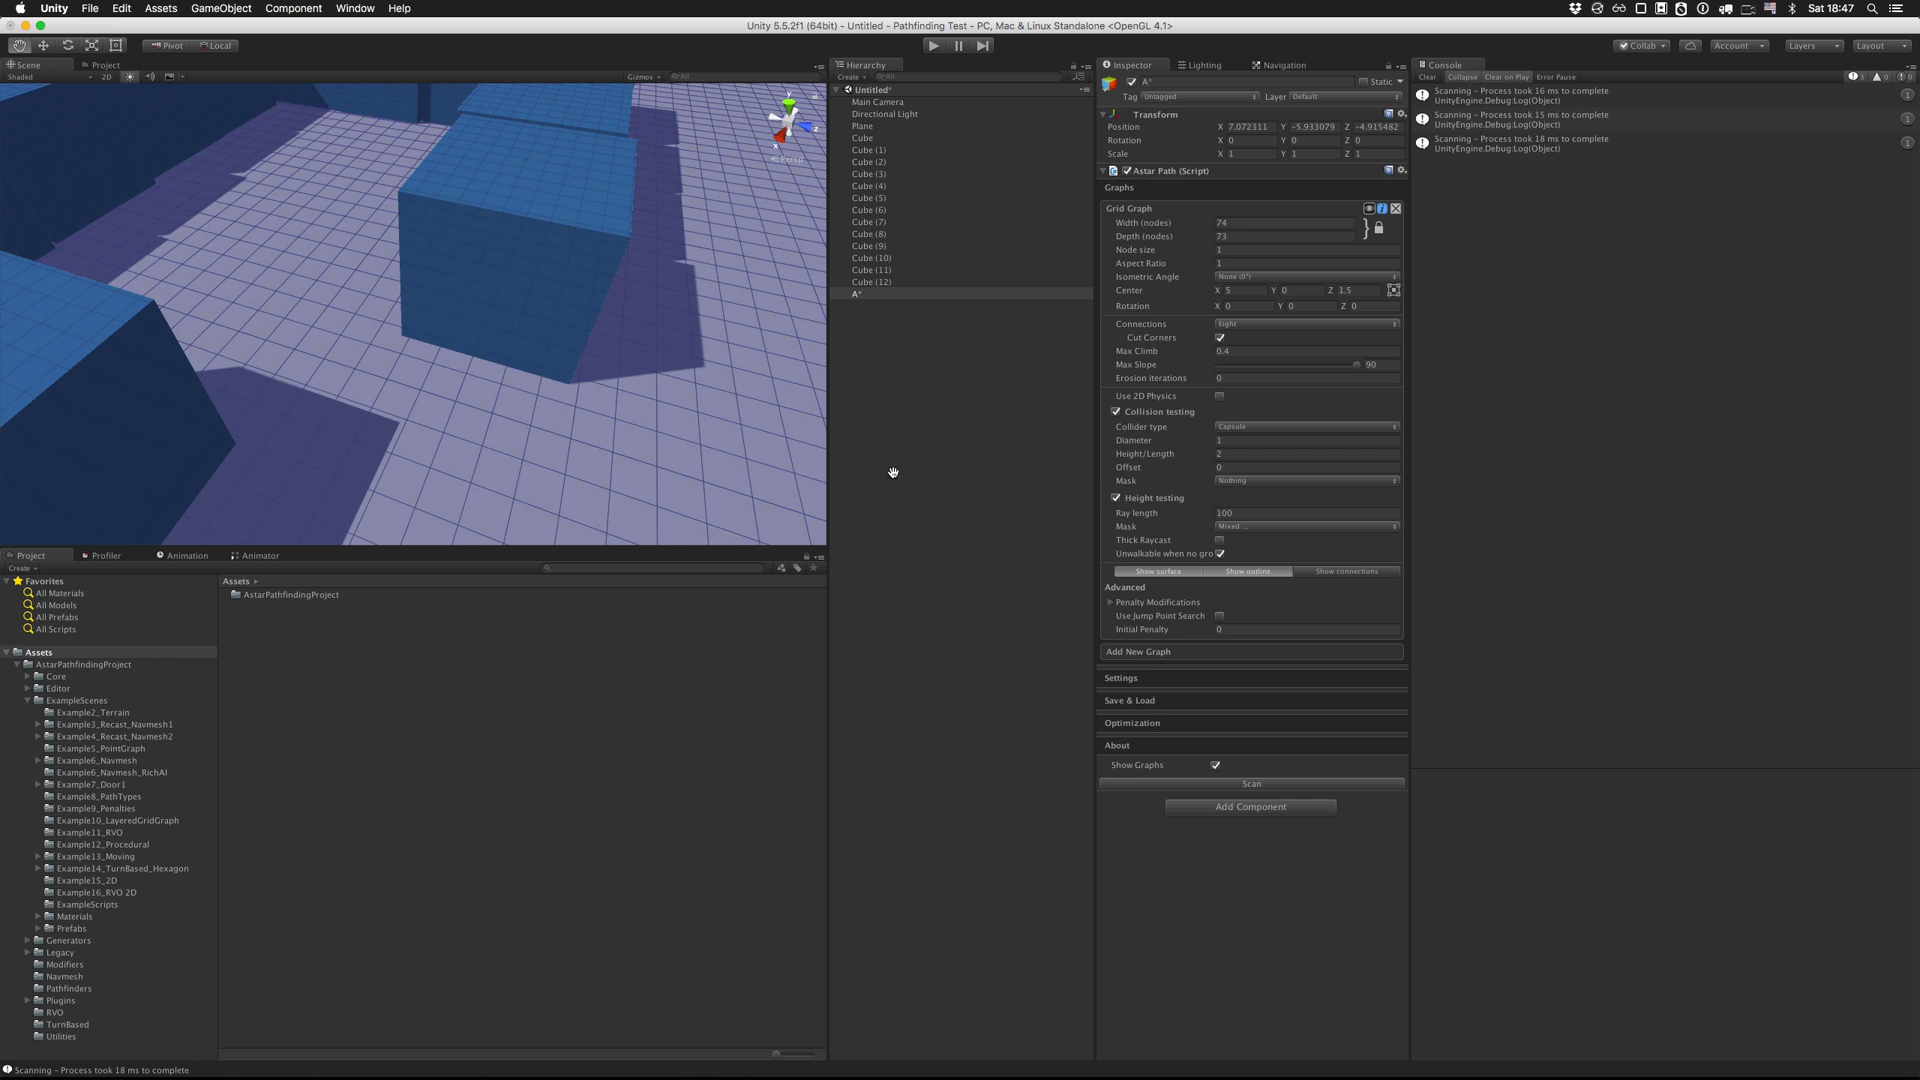 Unity File Edit Assets GameObject Component Window Help
Sat 18:47
Unity 5.5.2f1 (64bit) - Untitled - Pathfinding Test - PC, Mac & Linux Standalone <OpenGL 4.1>
Pivot Local
Collab Account Layers Layout
Scene Project
Shaded 2D Gizmos All
y
z
x
Persp
Hierarchy
Create All
Untitled*
Main Camera
Directional Light
Plane
Cube
Cube (1)
Cube (2)
Cube (3)
Cube (4)
Cube (5)
Cube (6)
Cube (7)
Cube (8)
Cube (9)
Cube (10)
Cube (11)
Cube (12)
A*
Inspector Lighting Navigation
A* Static
Tag Untagged Layer Default
Transform
Position X 7.072311 Y -5.933079 Z -4.915482
Rotation X 0 Y 0 Z 0
Scale X 1 Y 1 Z 1
Astar Path (Script)
Graphs
Grid Graph
Width (nodes) 74
Depth (nodes) 73
Node size 1
Aspect Ratio 1
Isometric Angle None (0°)
Center X 5 Y 0 Z 1.5
Rotation X 0 Y 0 Z 0
Connections Eight
Cut Corners
Max Climb 0.4
Max Slope 90
Erosion iterations 0
Use 2D Physics
Collision testing
Collider type Capsule
Diameter 1
Height/Length 2
Offset 0
Mask Nothing
Height testing
Ray length 100
Mask Mixed ...
Thick Raycast
Unwalkable when no gro
Show surface Show outline Show connections
Advanced
Penalty Modifications
Use Jump Point Search
Initial Penalty 0
Add New Graph
Settings
Save & Load
Optimization
About
Show Graphs
Scan
Add Component
Console
Clear Collapse Clear on Play Error Pause 3 0 0
Scanning - Process took 16 ms to complete
UnityEngine.Debug:Log(Object)
1
Scanning - Process took 15 ms to complete
UnityEngine.Debug:Log(Object)
1
Scanning - Process took 18 ms to complete
UnityEngine.Debug:Log(Object)
1
Project Profiler Animation Animator
Create
Favorites
All Materials
All Models
All Prefabs
All Scripts
Assets
AstarPathfindingProject
Core
Editor
ExampleScenes
Example2_Terrain
Example3_Recast_Navmesh1
Example4_Recast_Navmesh2
Example5_PointGraph
Example6_Navmesh
Example6_Navmesh_RichAI
Example7_Door1
Example8_PathTypes
Example9_Penalties
Example10_LayeredGridGraph
Example11_RVO
Example12_Procedural
Example13_Moving
Example14_TurnBased_Hexagon
Example15_2D
Example16_RVO 2D
ExampleScripts
Materials
Prefabs
Generators
Legacy
Modifiers
Navmesh
Pathfinders
Plugins
RVO
TurnBased
Utilities
Assets
AstarPathfindingProject
Scanning - Process took 18 ms to complete